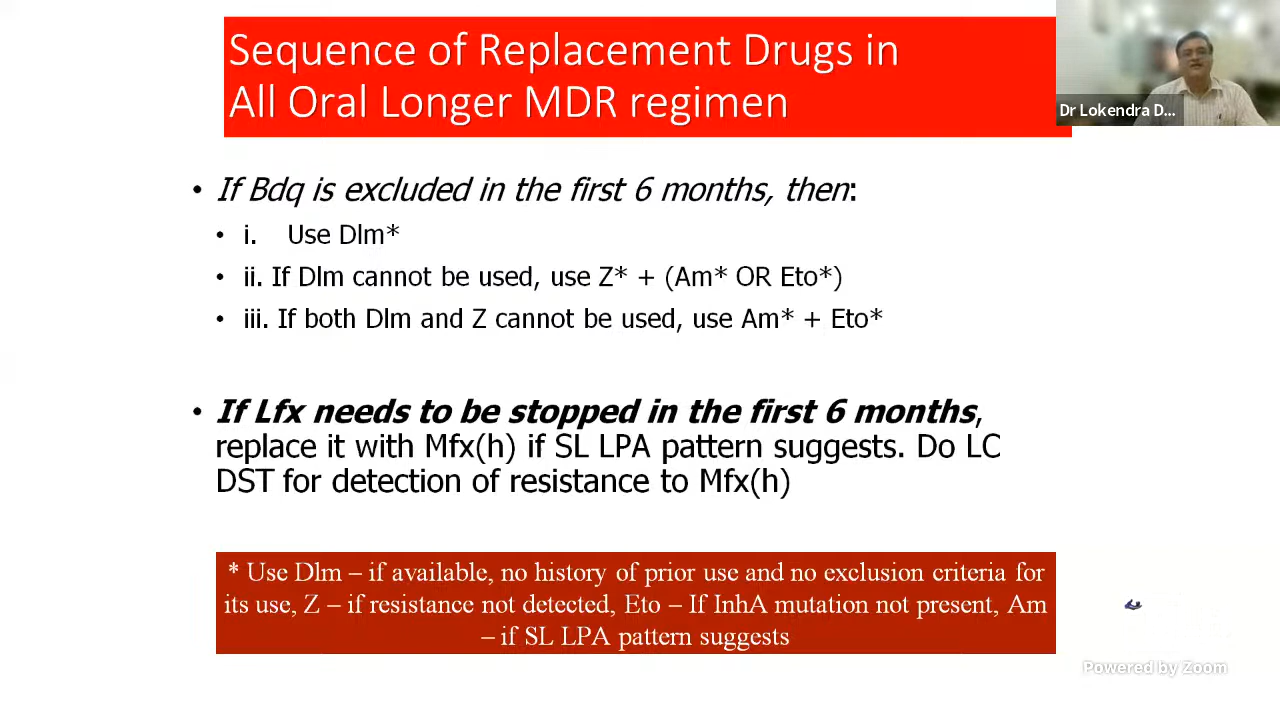 Sequence of Replacement Drugs in
All Oral Longer MDR regimen
Dr Lokendra D...
• If Bdq is excluded in the first 6 months, then:
• i. Use Dlm*
• ii. If Dlm cannot be used, use Z* + (Am* OR Eto*)
• iii. If both Dlm and Z cannot be used, use Am* + Eto*
• If Lfx needs to be stopped in the first 6 months,
replace it with Mfx(h) if SL LPA pattern suggests. Do LC
DST for detection of resistance to Mfx(h)
* Use Dlm – if available, no history of prior use and no exclusion criteria for
its use, Z – if resistance not detected, Eto – If InhA mutation not present, Am
– if SL LPA pattern suggests
Powered by Zoom